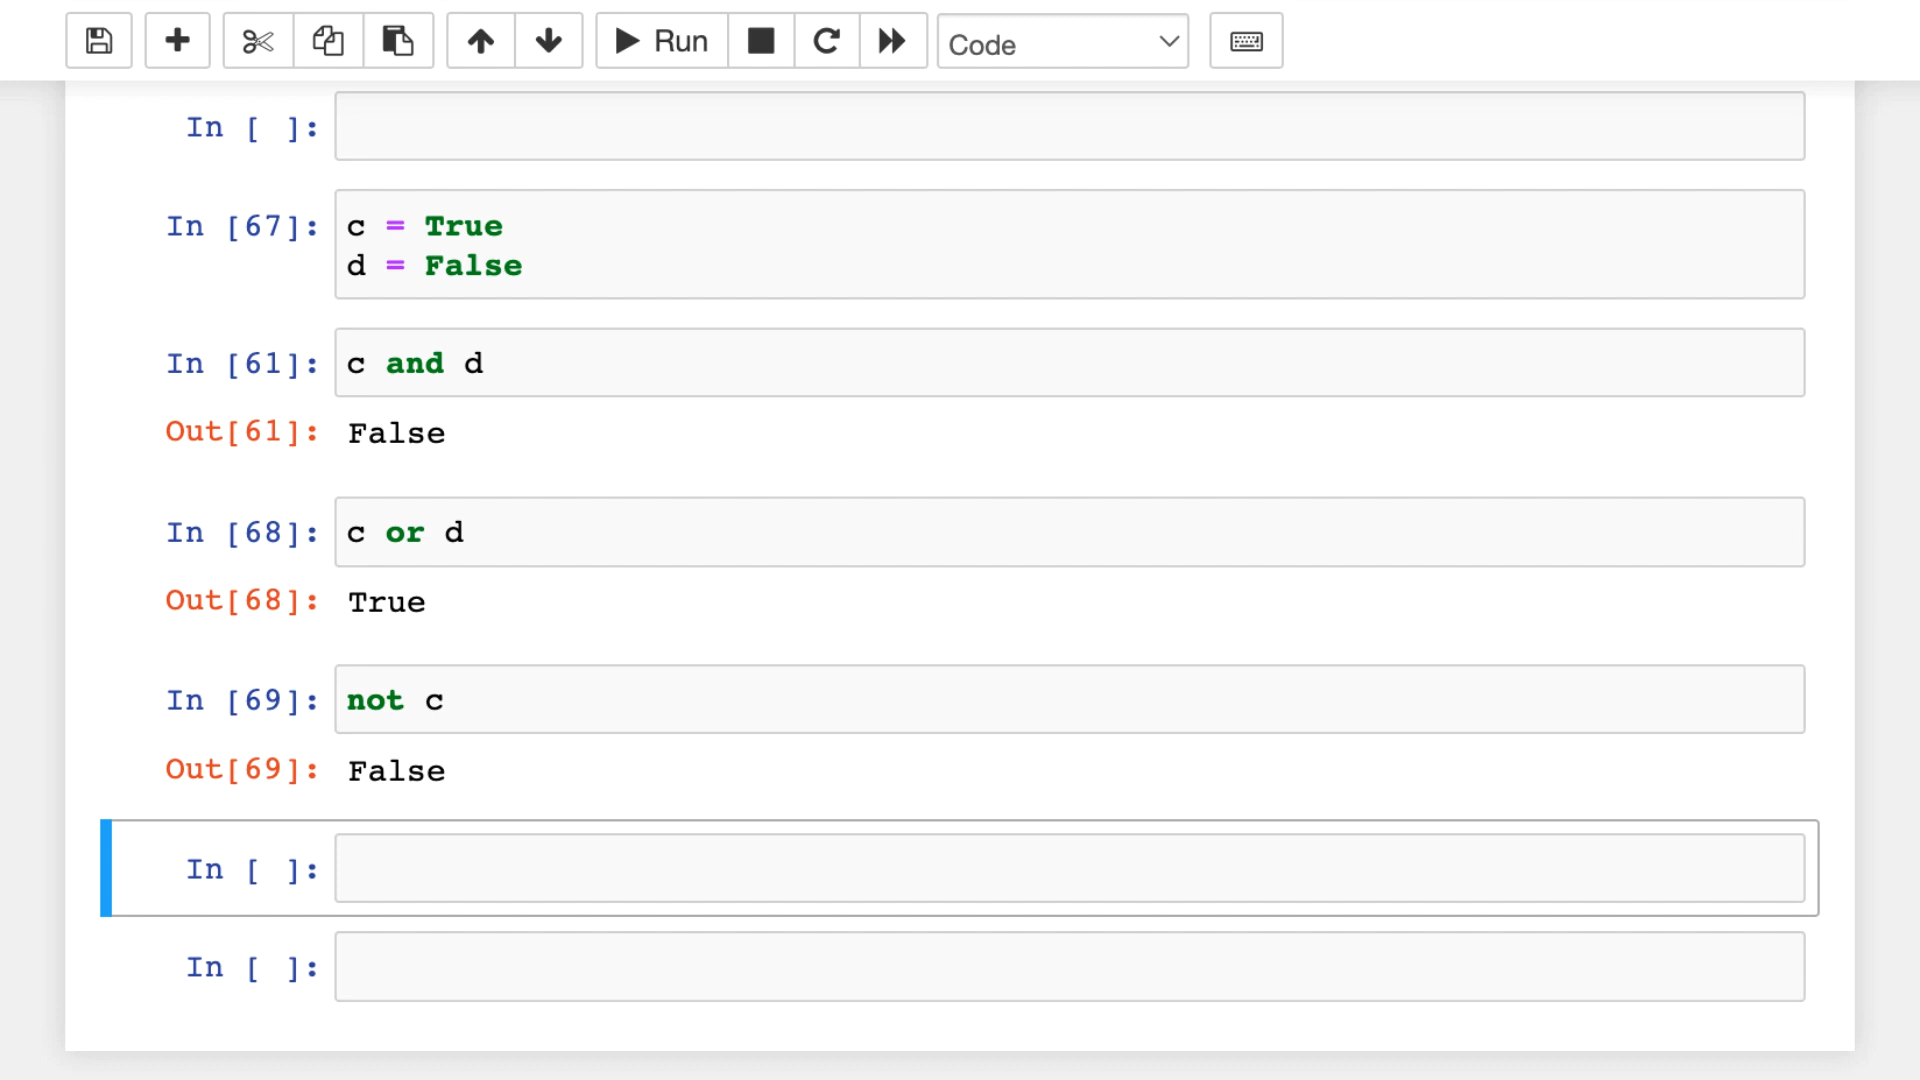 Run Code
In [ ]:
In [67]: c = True
d = False
In [61]: c and d
Out[61]: False
In [68]: c or d
Out[68]: True
In [69]: not c
Out[69]: False
In [ ]:
In [ ]: